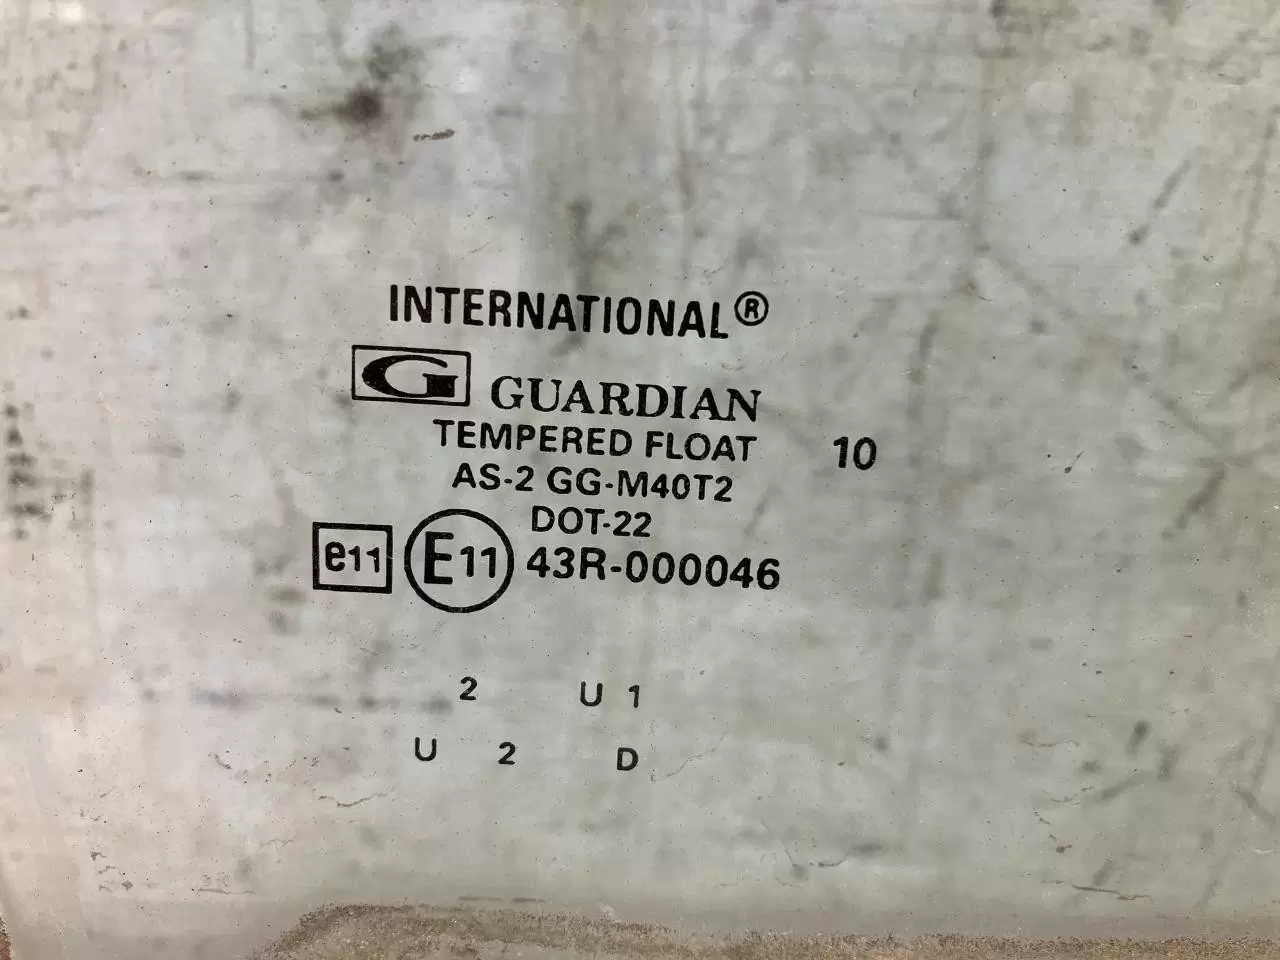 INTERNATIONAL®
G GUARDIAN
TEMPERED FLOAT 10
AS-2 GG-M40T2
DOT-22
e11 E11 43R-000046
2 U 1
U 2 D